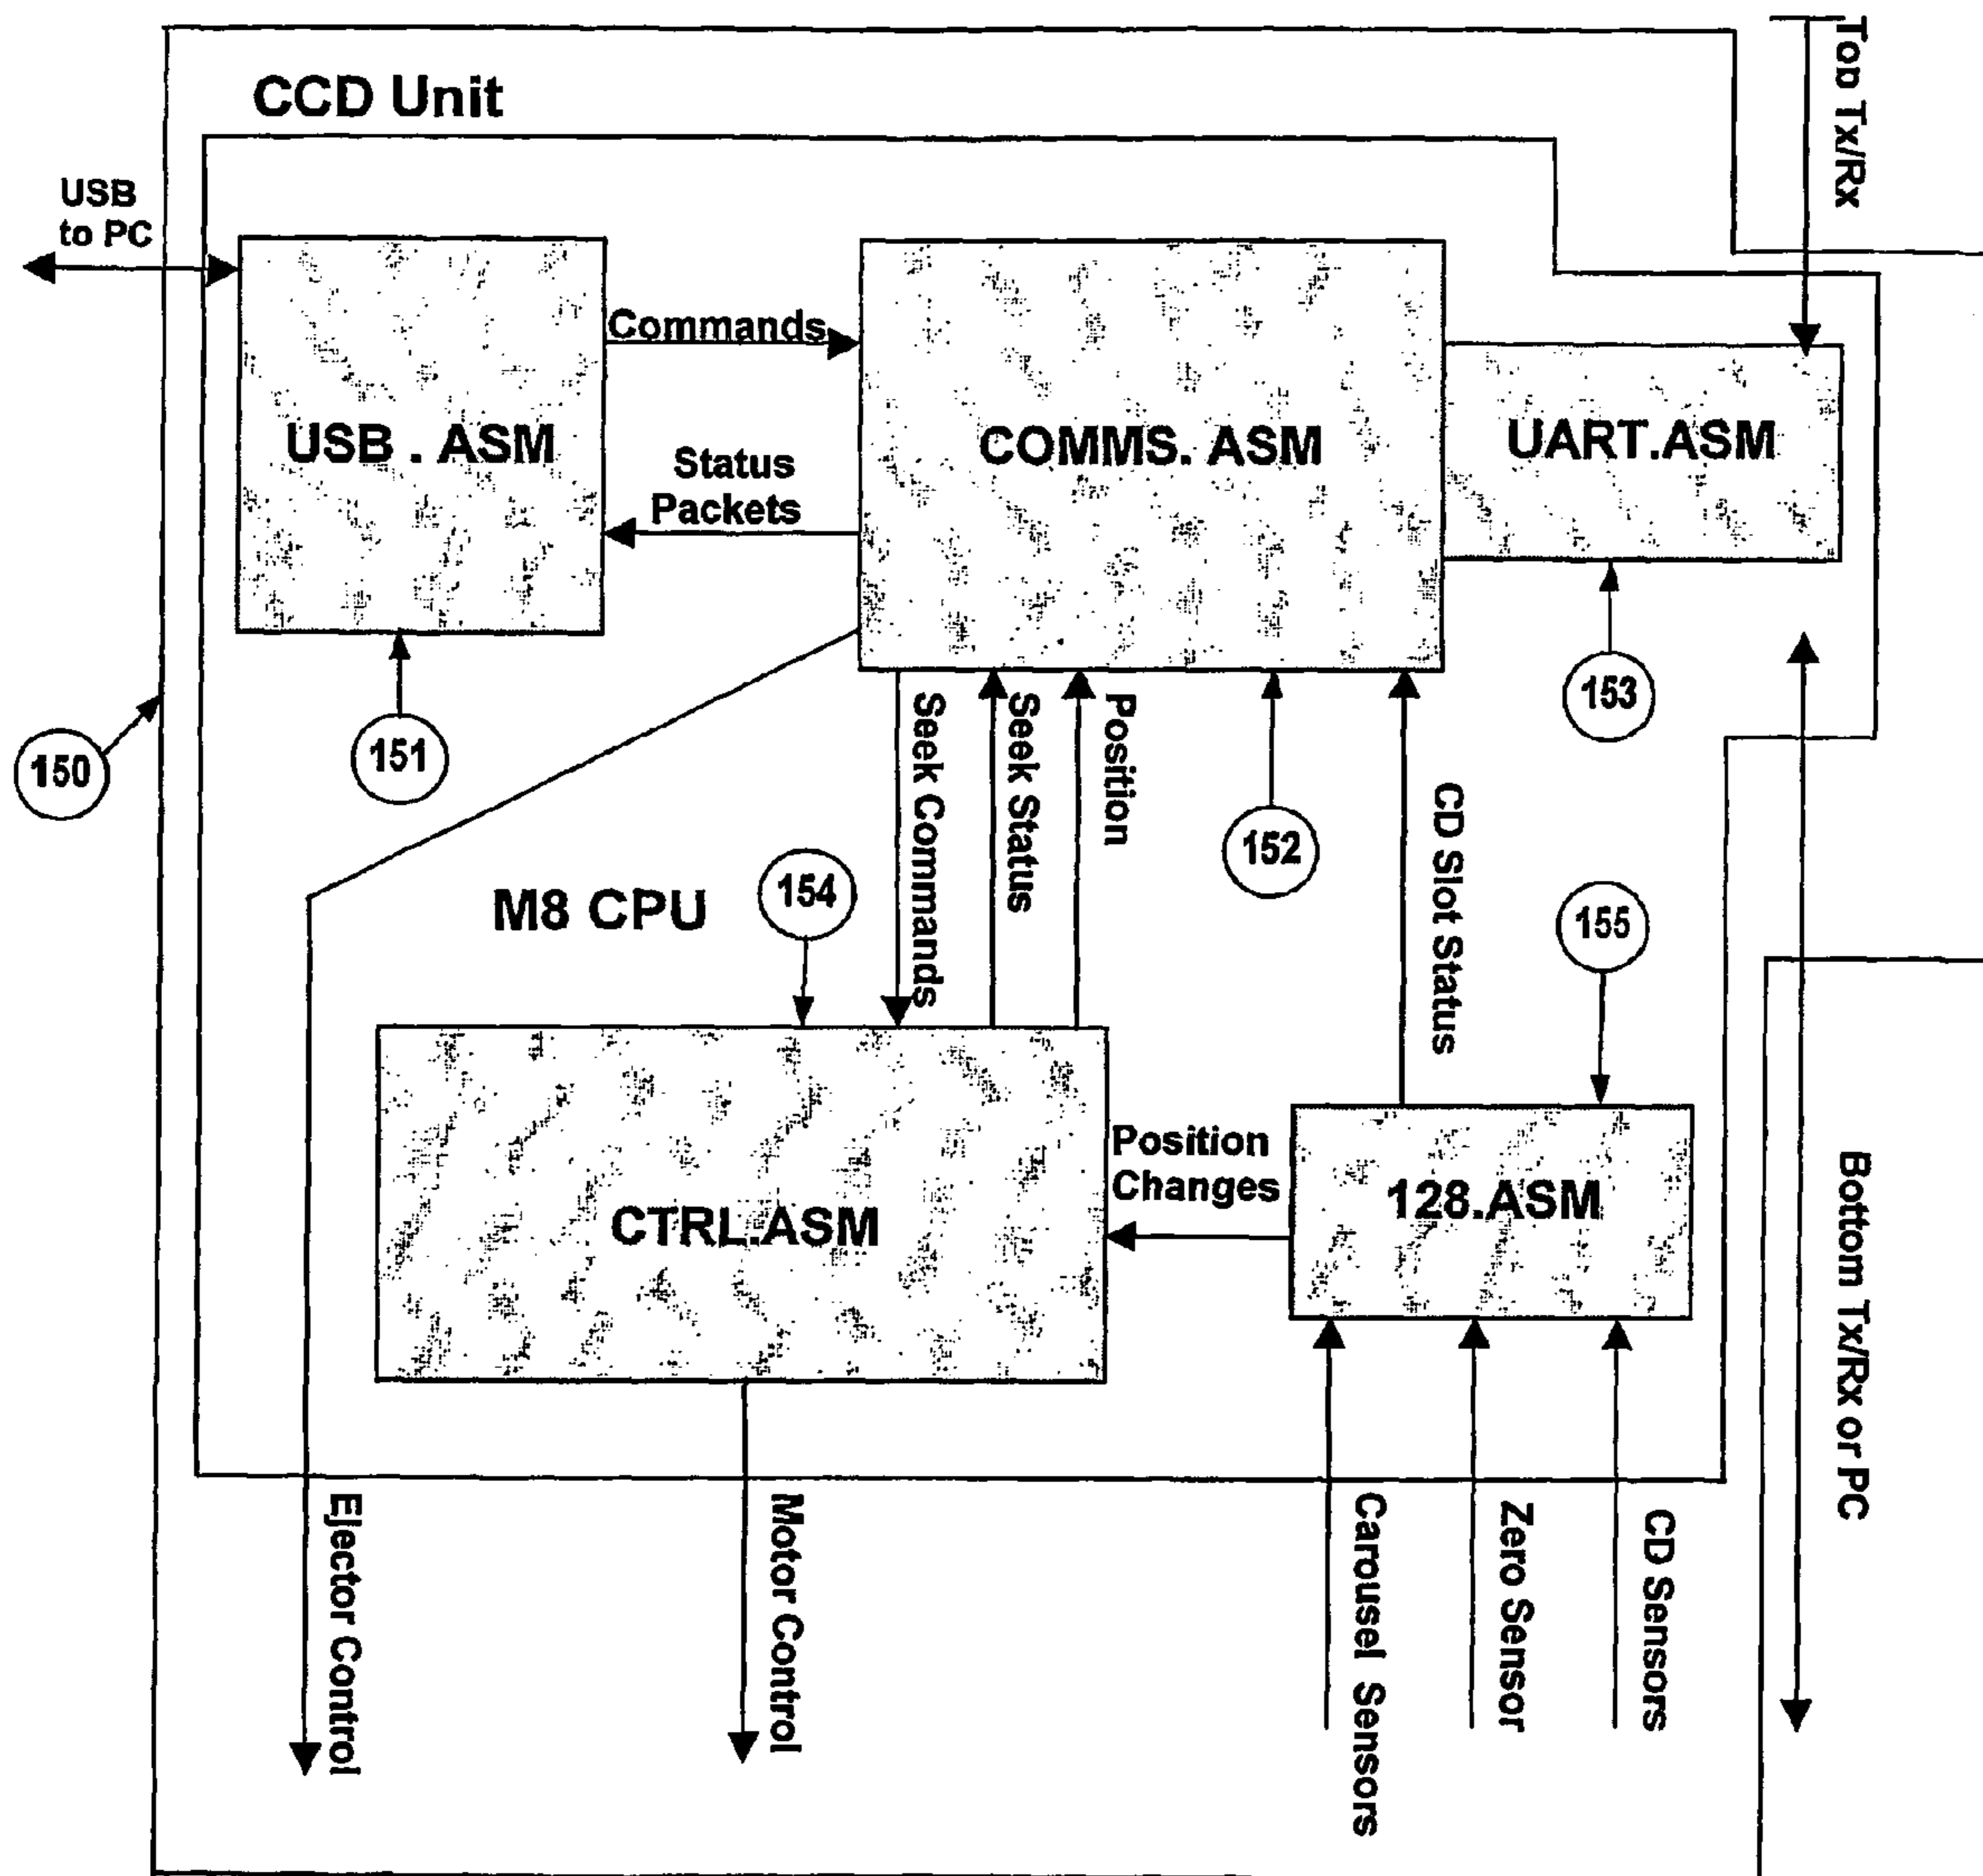 CCD Unit
Top Tx/Rx
USB
to PC
Commands
USB . ASM
COMMS. ASM
UART.ASM
Status
Packets
150
151
Seek Commands
Seek Status
Position
152
153
CD Slot Status
M8 CPU
154
155
Position
Changes
CTRL.ASM
128.ASM
Bottom Tx/Rx or PC
Ejector Control
Motor Control
Carousel Sensors
Zero Sensor
CD Sensors